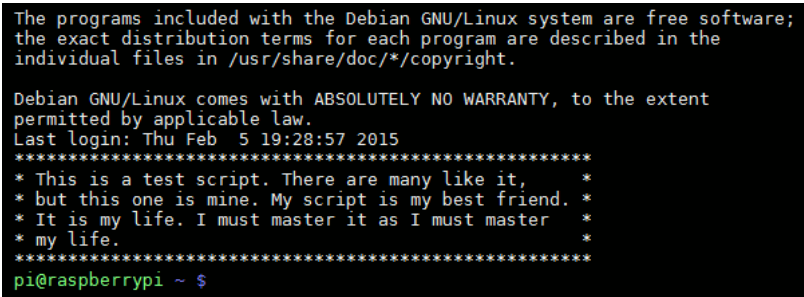 The programs included with the Debian GNU/Linux system are free software;
the exact distribution terms for each program are described in the
individual files in /usr/share/doc/*/copyright.

Debian GNU/Linux comes with ABSOLUTELY NO WARRANTY, to the extent
permitted by applicable law.
Last login: Thu Feb  5 19:28:57 2015
******************************************************
* This is a test script. There are many like it,     *
* but this one is mine. My script is my best friend. *
* It is my life. I must master it as I must master   *
* my life.                                           *
******************************************************
pi@raspberrypi ~ $